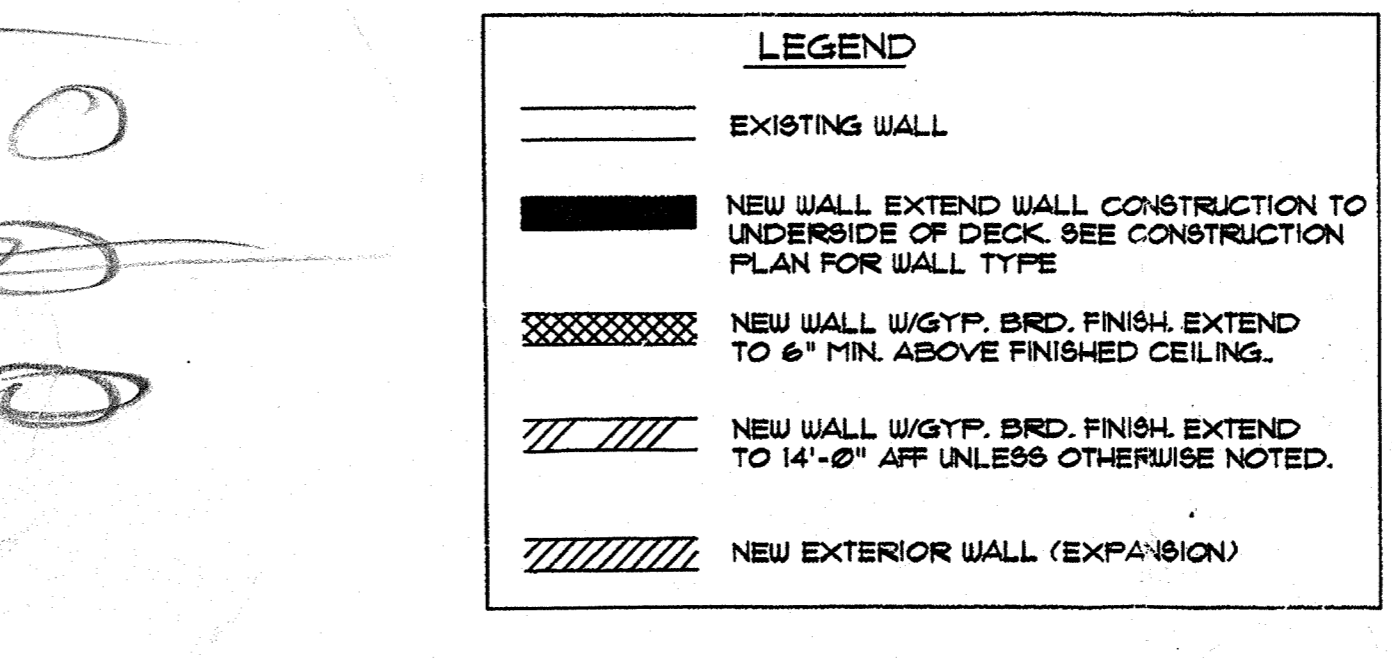 LEGEND
EXISTING WALL
NEW WALL EXTEND WALL CONSTRUCTION TO
UNDERSIDE OF DECK. SEE CONSTRUCTION
PLAN FOR WALL TYPE
NEW WALL W/GYP. BRD. FINISH. EXTEND
TO 6" MIN. ABOVE FINISHED CEILING..
NEW WALL W/GYP. BRD. FINISH. EXTEND
TO 14'-0" AFF UNLESS OTHERWISE NOTED.
NEW EXTERIOR WALL (EXPANSION)